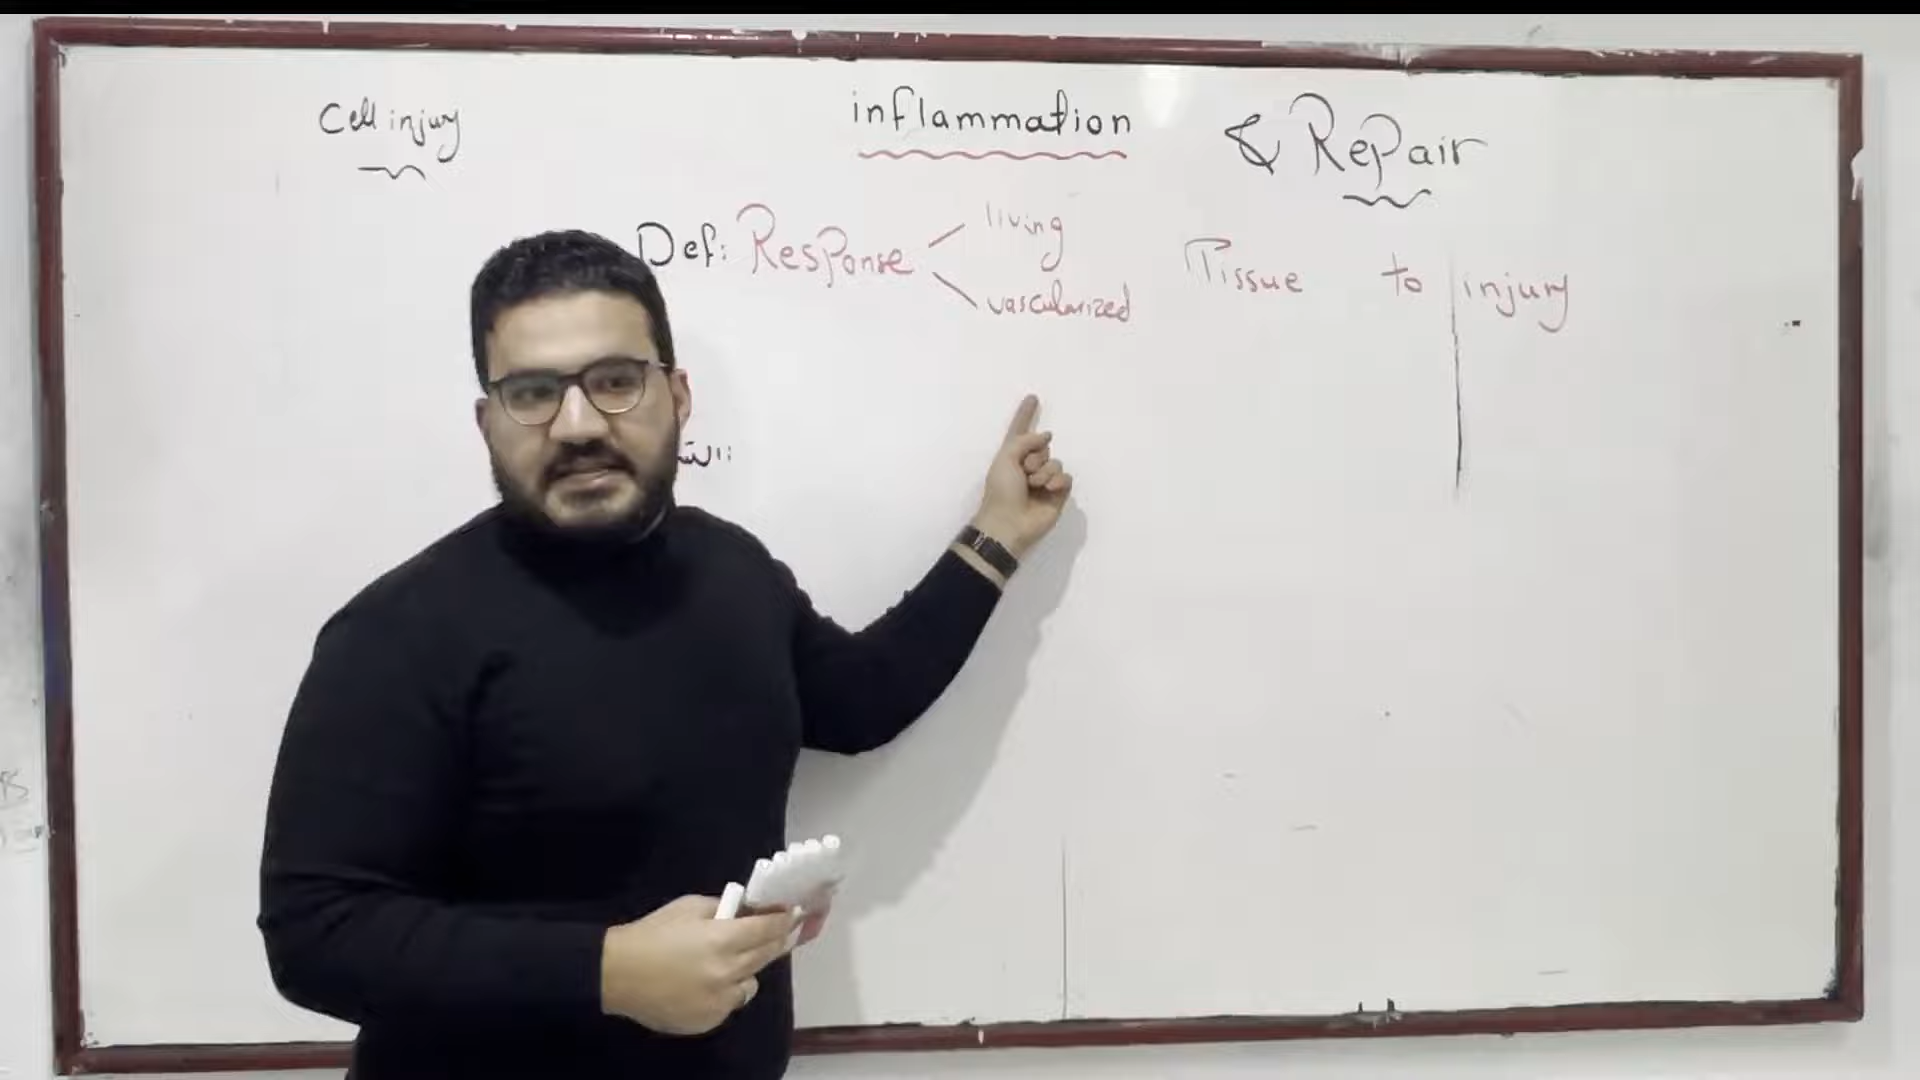 Cell injury
inflammation
& Repair
Def: Response living vascularized Tissue to injury